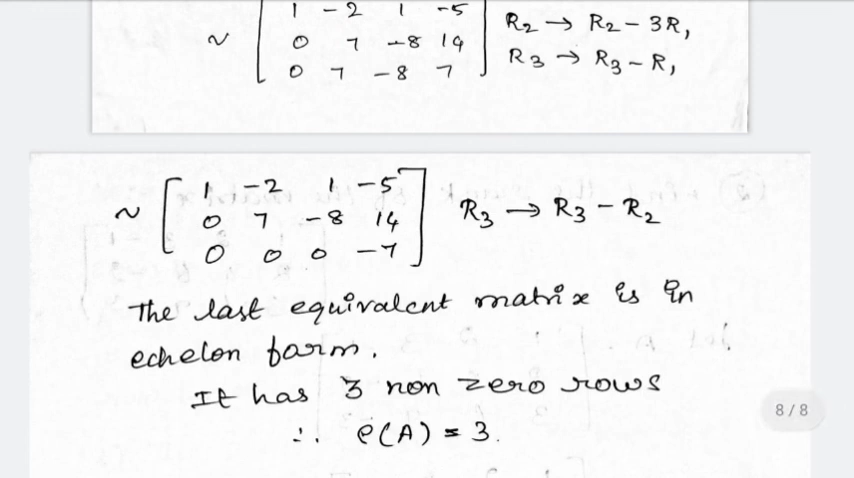 1 -2 1 -5
~ 0 7 -8 14 R2 → R2 - 3R1
0 7 -8 7 R3 → R3 - R1
1 -2 1 -5
~ 0 7 -8 14 R3 → R3 - R2
0 0 0 -7
The last equivalent matrix is in
echelon form.
It has 3 non zero rows
∴ ρ(A) = 3.
8/8